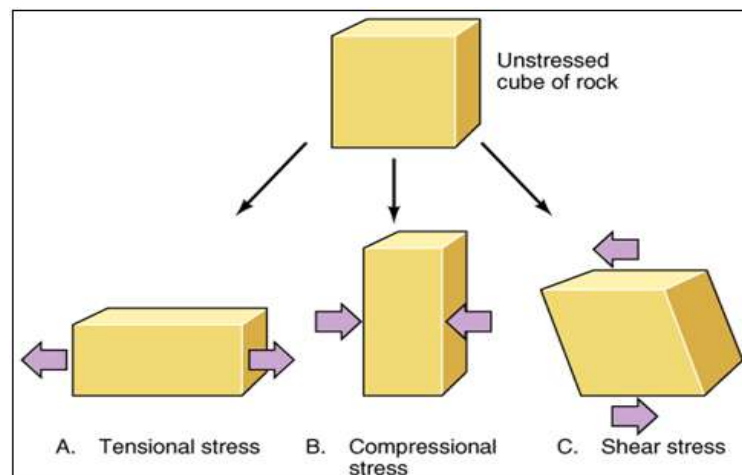 Unstressed
cube of rock
A. Tensional stress
B. Compressional
stress
C. Shear stress